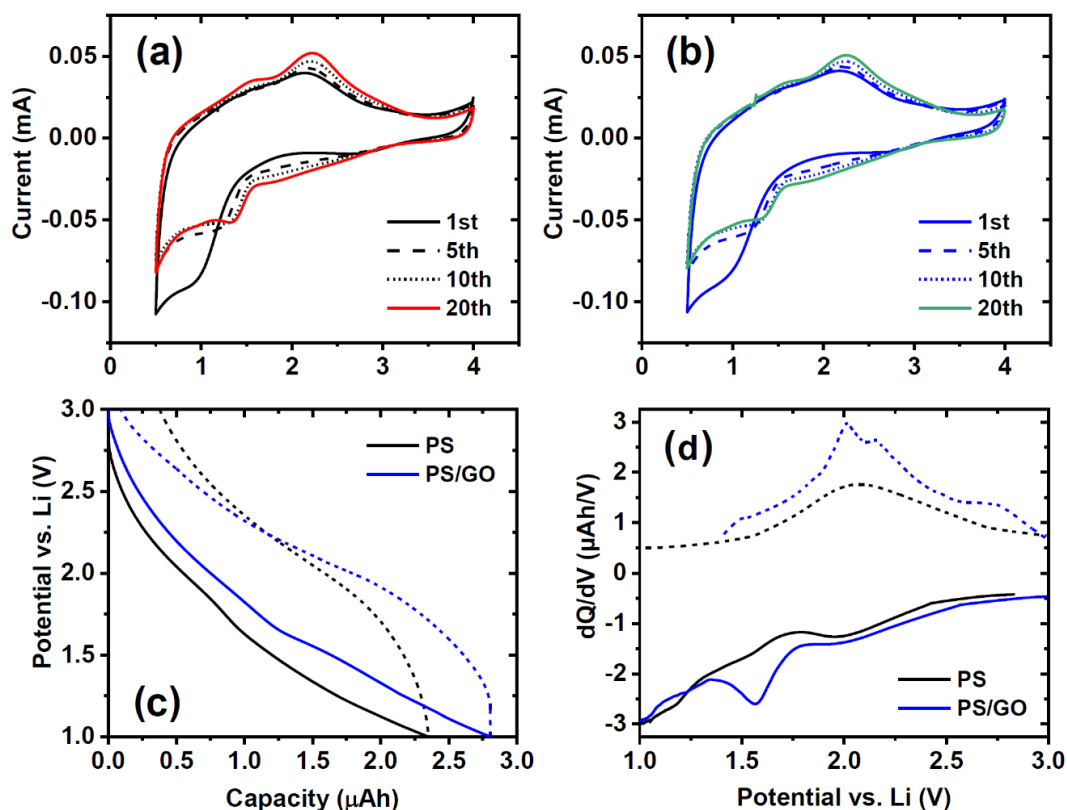 (a)
Current (mA)
0.05
0.00
-0.05
-0.10
0 1 2 3 4
1st
5th
10th
20th
(b)
Current (mA)
0.05
0.00
-0.05
-0.10
0 1 2 3 4
1st
5th
10th
20th
(c)
Potential vs. Li (V)
3.0
2.5
2.0
1.5
1.0
0.0 0.5 1.0 1.5 2.0 2.5 3.0
Capacity (µAh)
PS
PS/GO
(d)
dQ/dV (µAh/V)
3
2
1
0
-1
-2
-3
1.0 1.5 2.0 2.5 3.0
Potential vs. Li (V)
PS
PS/GO